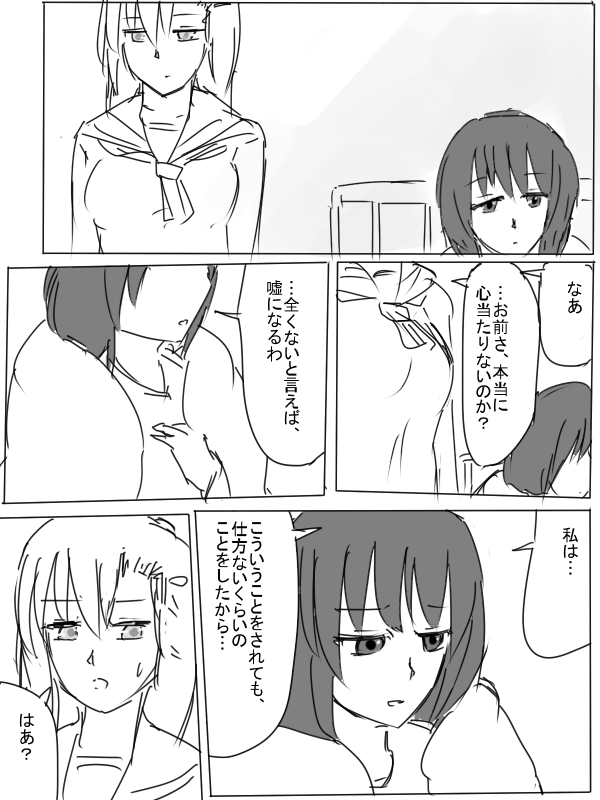 なあ
…お前さ、本当に
心当たりないのか？
…全くないと言えば、
嘘になるわ
私は…
こういうことをされても、
仕方ないくらいの
ことをしたから…
はあ？